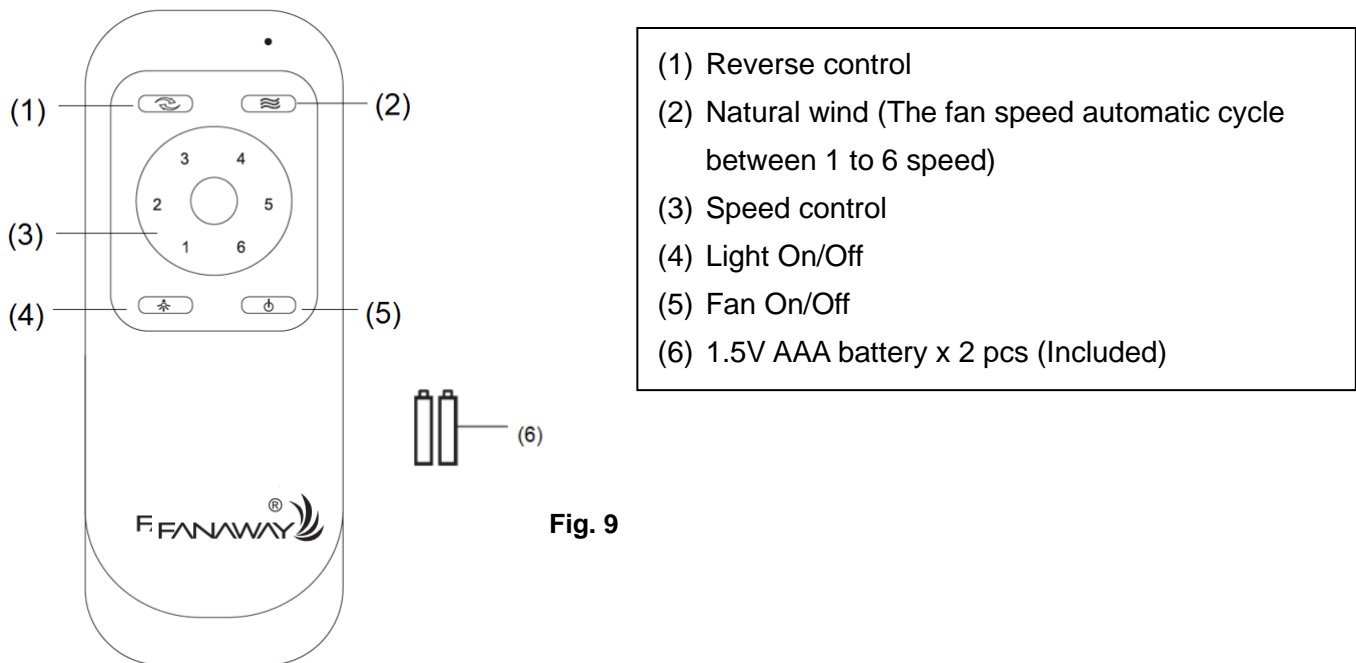 (1)
(2)
3 4
2 5
(3)
1 6
(4)
(5)
(6)
F FANAWAY®
Fig. 9
(1) Reverse control
(2) Natural wind (The fan speed automatic cycle
between 1 to 6 speed)
(3) Speed control
(4) Light On/Off
(5) Fan On/Off
(6) 1.5V AAA battery x 2 pcs (Included)